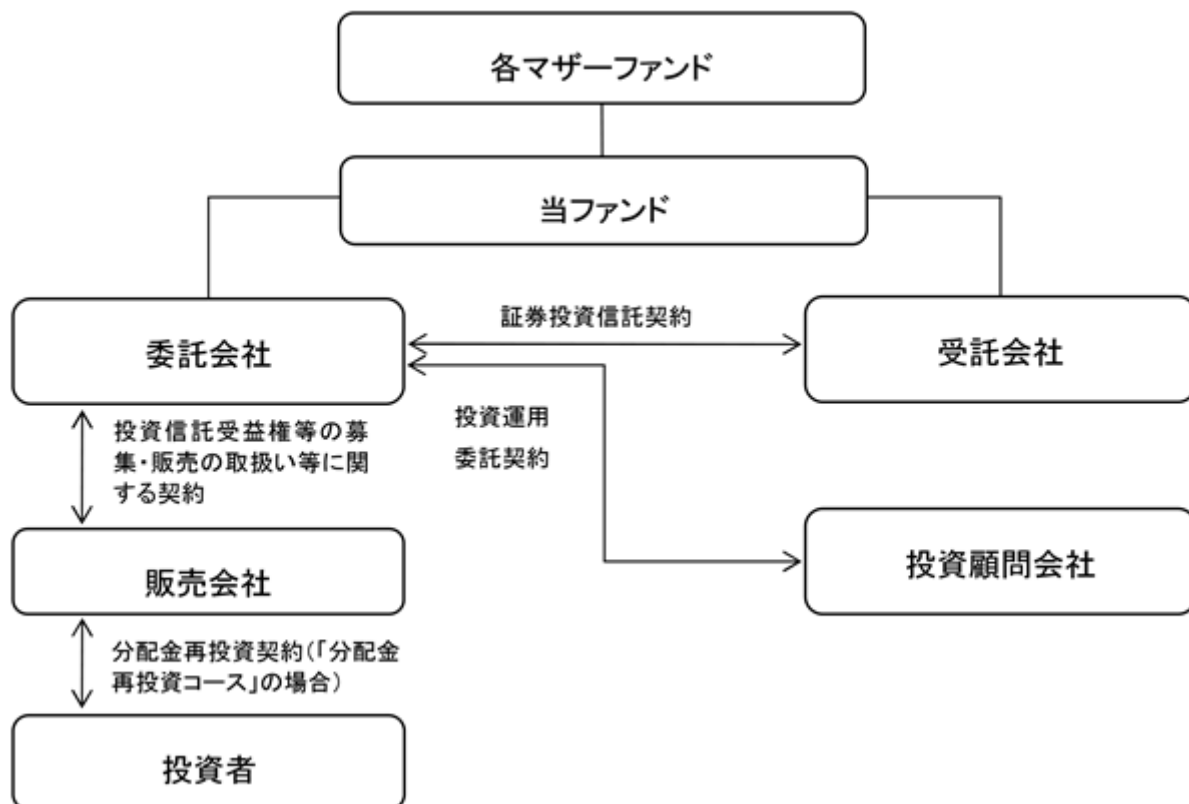 各マザーファンド
当ファンド
委託会社
証券投資信託契約
受託会社
投資運用
委託契約
投資信託受益権等の募
集・販売の取扱い等に関
する契約
販売会社
投資顧問会社
分配金再投資契約(「分配金
再投資コース」の場合)
投資者